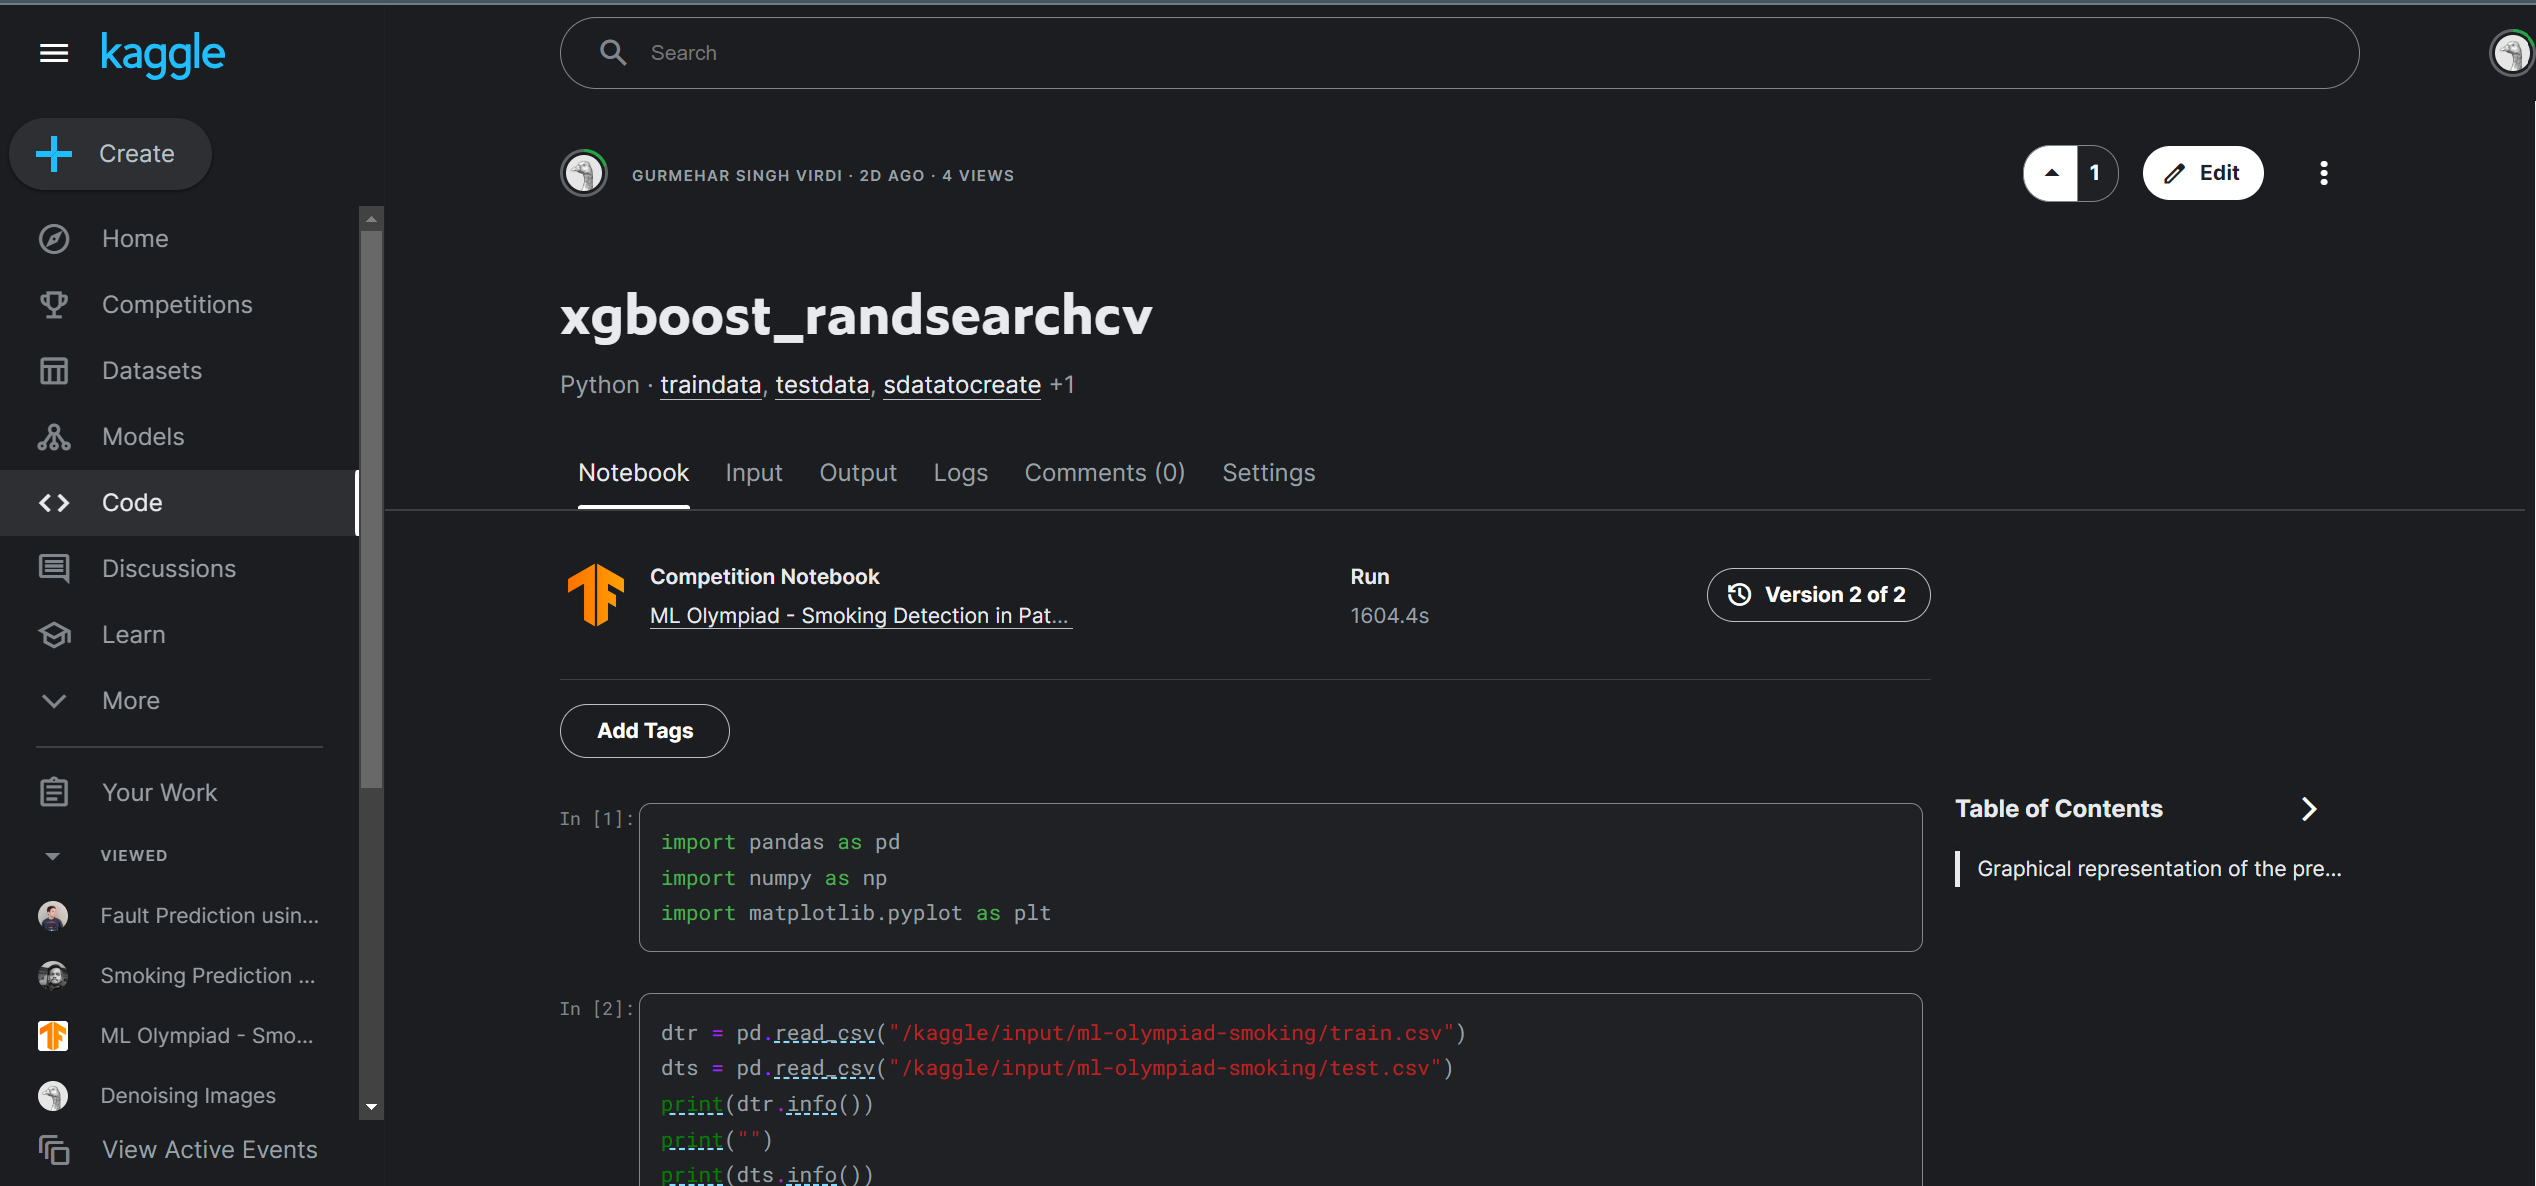 kaggle
Search
Create
Home
Competitions
Datasets
Models
Code
Discussions
Learn
More
Your Work
VIEWED
Fault Prediction usin...
Smoking Prediction ...
ML Olympiad - Smo...
Denoising Images
View Active Events
GURMEHAR SINGH VIRDI · 2D AGO · 4 VIEWS
1
Edit
xgboost_randsearchcv
Python · traindata, testdata, sdatatocreate +1
Notebook Input Output Logs Comments (0) Settings
Competition Notebook
ML Olympiad - Smoking Detection in Pat...
Run
1604.4s
Version 2 of 2
Add Tags
In [1]:
import pandas as pd
import numpy as np
import matplotlib.pyplot as plt
In [2]:
dtr = pd.read_csv("/kaggle/input/ml-olympiad-smoking/train.csv")
dts = pd.read_csv("/kaggle/input/ml-olympiad-smoking/test.csv")
print(dtr.info())
print("")
print(dts.info())
Table of Contents
Graphical representation of the pre...